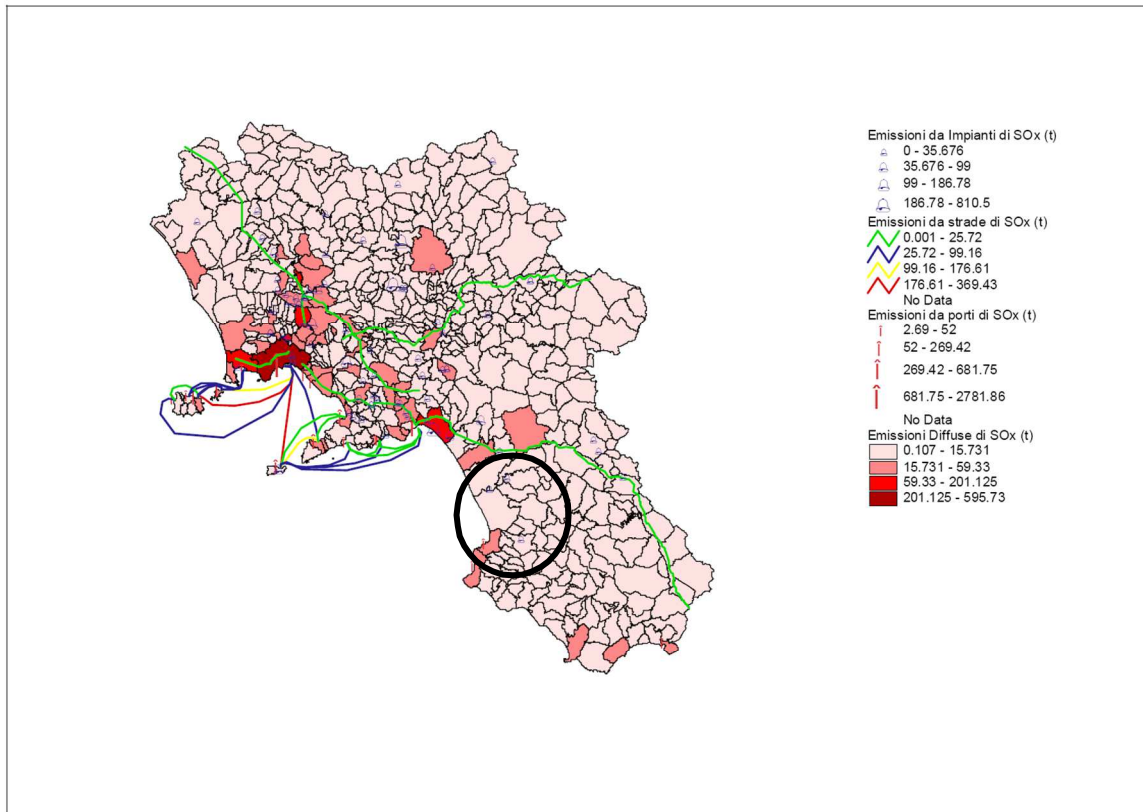 Emissioni da Impianti di SOx (t)
0 - 35.676
35.676 - 99
99 - 186.78
186.78 - 810.5
Emissioni da strade di SOx (t)
0.001 - 25.72
25.72 - 99.16
99.16 - 176.61
176.61 - 369.43
No Data
Emissioni da porti di SOx (t)
2.69 - 52
52 - 269.42
269.42 - 681.75
681.75 - 2781.86
No Data
Emissioni Diffuse di SOx (t)
0.107 - 15.731
15.731 - 59.33
59.33 - 201.125
201.125 - 595.73